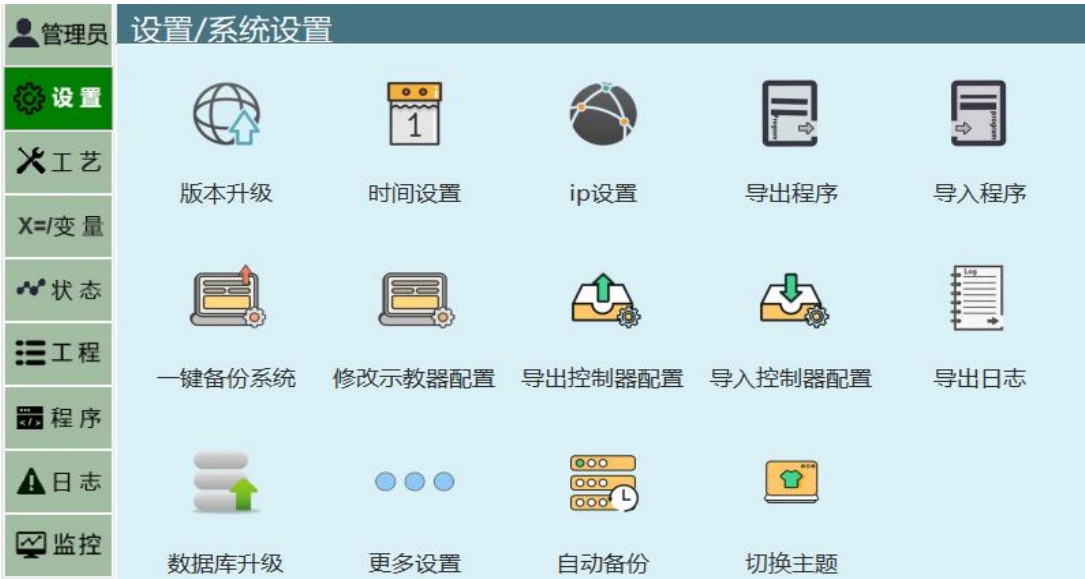 管理员
设置/系统设置
设置
工艺
X=/变量
状态
工程
程序
日志
监控
1
版本升级
时间设置
ip设置
program
导出程序
program
导入程序
一键备份系统
修改示教器配置
导出控制器配置
导入控制器配置
Log
导出日志
数据库升级
更多设置
自动备份
切换主题